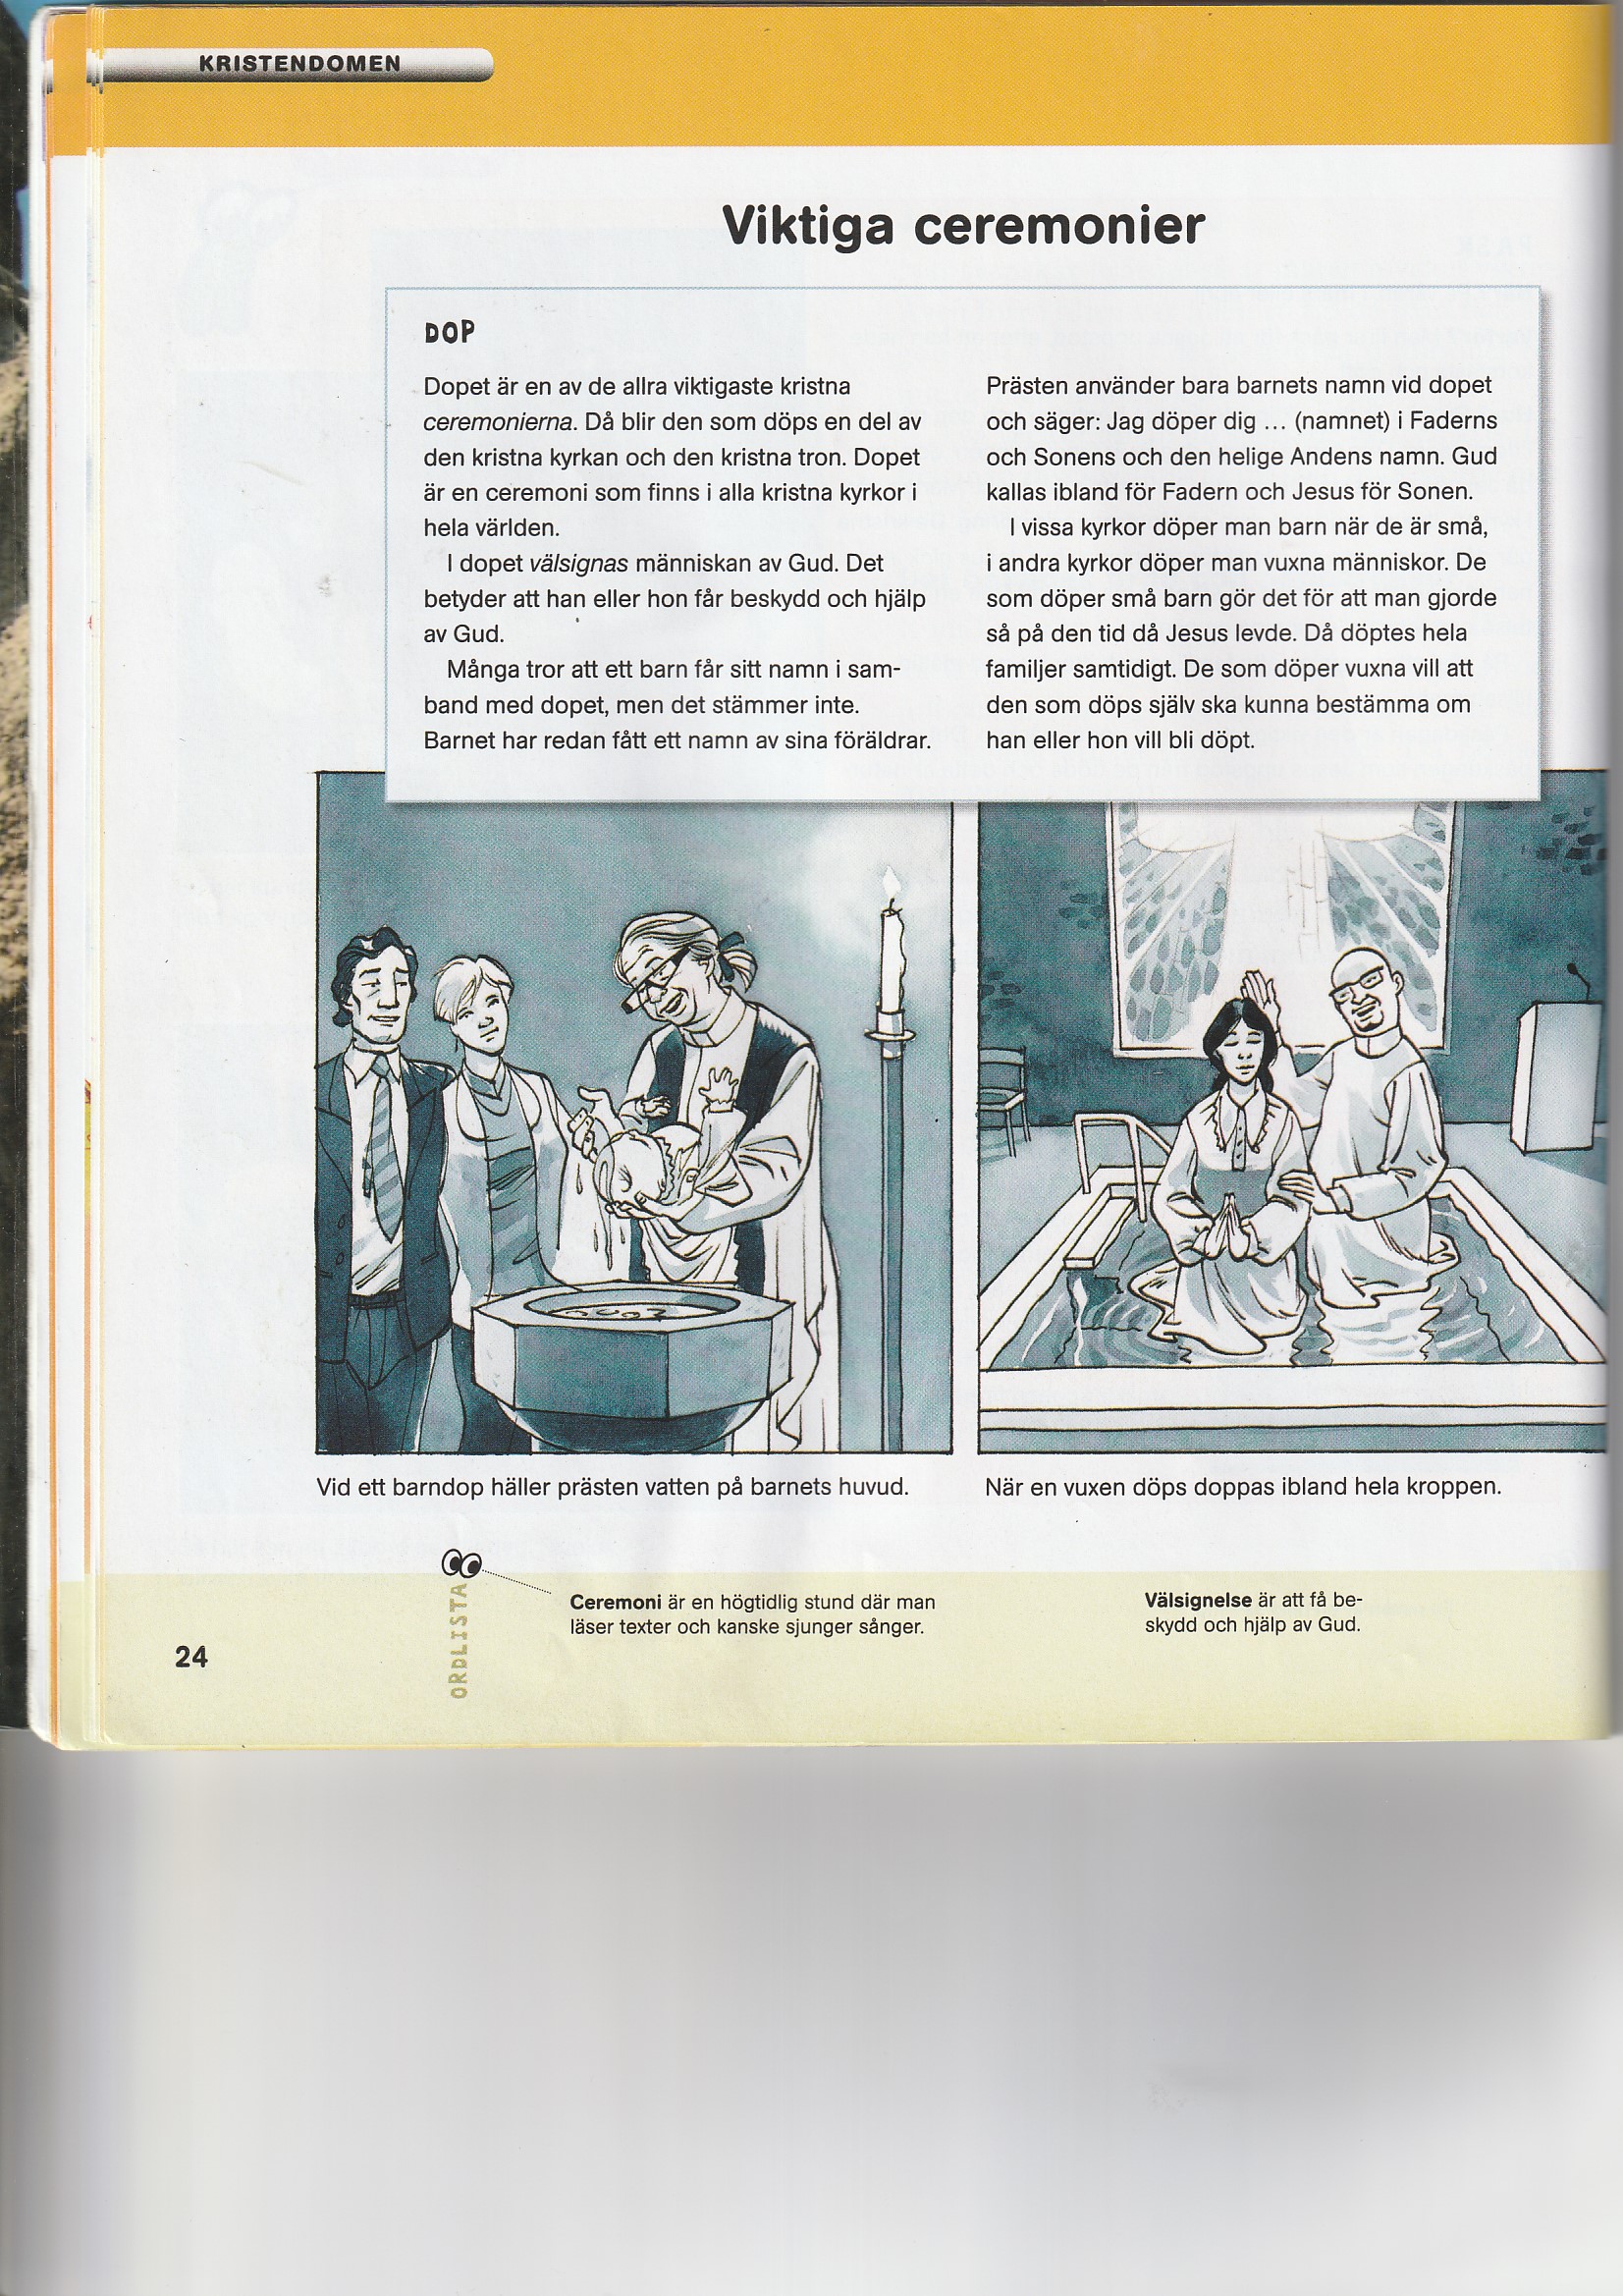 KRISTENDOMEN
Viktiga ceremonier
DOP
Dopet är en av de allra viktigaste kristna
ceremonierna. Då blir den som döps en del av
den kristna kyrkan och den kristna tron. Dopet
är en ceremoni som finns i alla kristna kyrkor i
hela världen.
I dopet välsignas människan av Gud. Det
betyder att han eller hon får beskydd och hjälp
av Gud.
Många tror att ett barn får sitt namn i sam-
band med dopet, men det stämmer inte.
Barnet har redan fått ett namn av sina föräldrar.
Prästen använder bara barnets namn vid dopet
och säger: Jag döper dig … (namnet) i Faderns
och Sonens och den helige Andens namn. Gud
kallas ibland för Fadern och Jesus för Sonen.
I vissa kyrkor döper man barn när de är små,
i andra kyrkor döper man vuxna människor. De
som döper små barn gör det för att man gjorde
så på den tid då Jesus levde. Då döptes hela
familjer samtidigt. De som döper vuxna vill att
den som döps själv ska kunna bestämma om
han eller hon vill bli döpt.
Vid ett barndop häller prästen vatten på barnets huvud.
När en vuxen döps doppas ibland hela kroppen.
ORDLISTA
Ceremoni är en högtidlig stund där man
läser texter och kanske sjunger sånger.
Välsignelse är att få be-
skydd och hjälp av Gud.
24